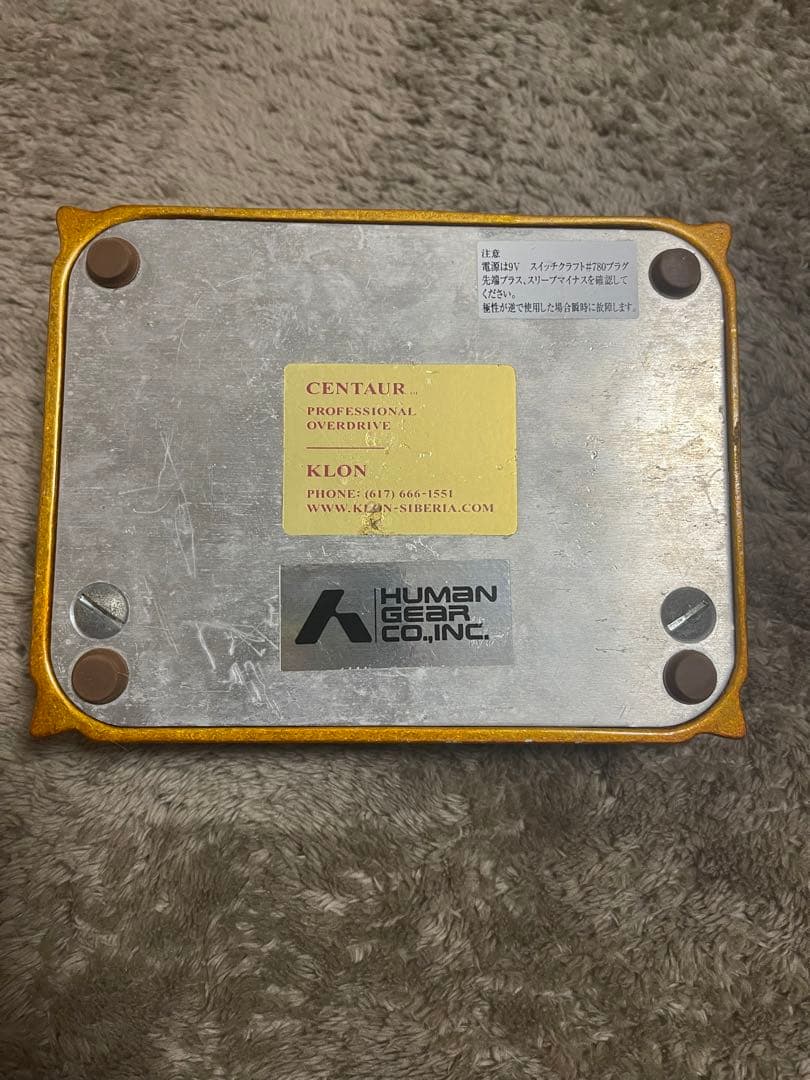 注意
電源は9V スイッチクラフト#780プラグ
先端プラス、スリーブマイナスを確認して
ください。
極性が逆で使用した場合瞬時に故障します。
CENTAUR
PROFESSIONAL
OVERDRIVE
KLON
PHONE: (617) 666-1551
WWW.KLON-SIBERIA.COM
HUMAN
GEAR
CO.,INC.